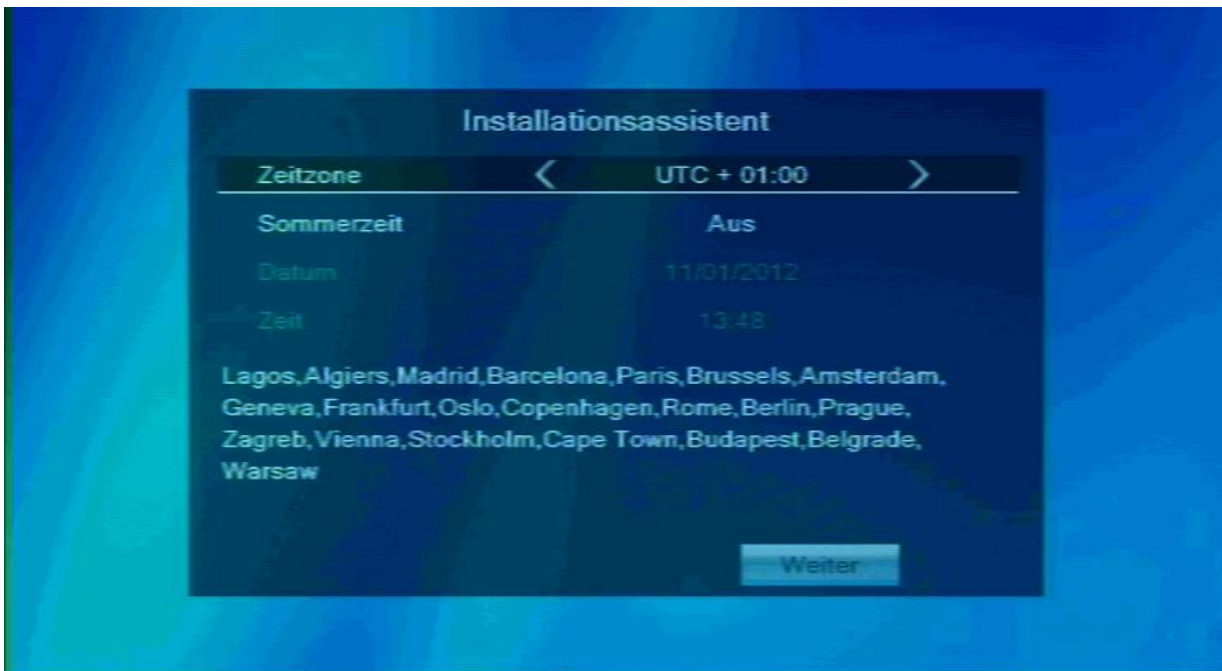 Installationsassistent
Zeitzone < UTC + 01:00 >
Sommerzeit Aus
Datum 11/01/2012
Zeit 13:48
Lagos,Algiers,Madrid,Barcelona,Paris,Brussels,Amsterdam,
Geneva,Frankfurt,Oslo,Copenhagen,Rome,Berlin,Prague,
Zagreb,Vienna,Stockholm,Cape Town,Budapest,Belgrade,
Warsaw
Weiter